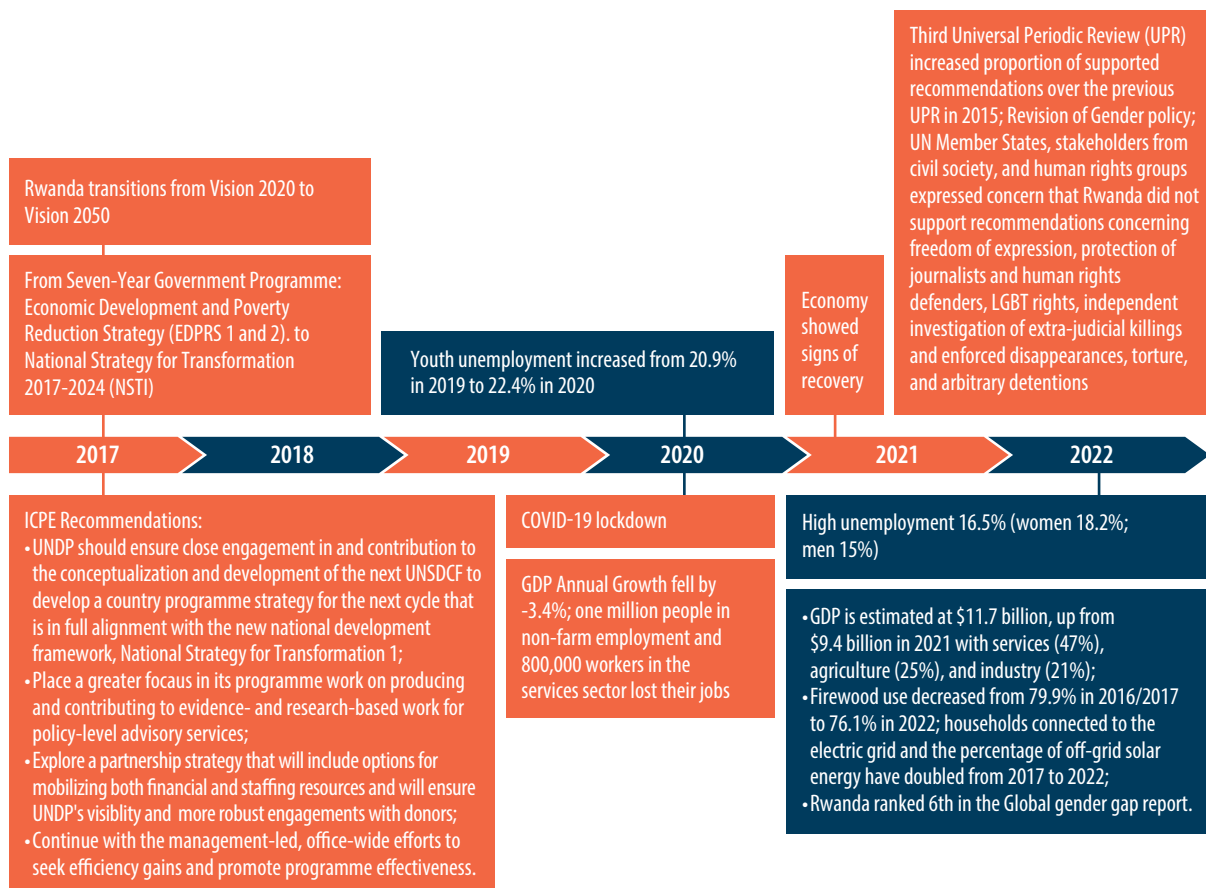 Rwanda transitions from Vision 2020 to
Vision 2050
From Seven-Year Government Programme:
Economic Development and Poverty
Reduction Strategy (EDPRS 1 and 2). to
National Strategy for Transformation
2017-2024 (NSTI)
Youth unemployment increased from 20.9%
in 2019 to 22.4% in 2020
Economy
showed
signs of
recovery
Third Universal Periodic Review (UPR)
increased proportion of supported
recommendations over the previous
UPR in 2015; Revision of Gender policy;
UN Member States, stakeholders from
civil society, and human rights groups
expressed concern that Rwanda did not
support recommendations concerning
freedom of expression, protection of
journalists and human rights
defenders, LGBT rights, independent
investigation of extra-judicial killings
and enforced disappearances, torture,
and arbitrary detentions
2017
2018
2019
2020
2021
2022
ICPE Recommendations:
• UNDP should ensure close engagement in and contribution to
the conceptualization and development of the next UNSDCF to
develop a country programme strategy for the next cycle that
is in full alignment with the new national development
framework, National Strategy for Transformation 1;
• Place a greater focaus in its programme work on producing
and contributing to evidence- and research-based work for
policy-level advisory services;
• Explore a partnership strategy that will include options for
mobilizing both financial and staffing resources and will ensure
UNDP's visiblity and more robust engagements with donors;
• Continue with the management-led, office-wide efforts to
seek efficiency gains and promote programme effectiveness.
COVID-19 lockdown
GDP Annual Growth fell by
-3.4%; one million people in
non-farm employment and
800,000 workers in the
services sector lost their jobs
High unemployment 16.5% (women 18.2%;
men 15%)
• GDP is estimated at $11.7 billion, up from
$9.4 billion in 2021 with services (47%),
agriculture (25%), and industry (21%);
• Firewood use decreased from 79.9% in 2016/2017
to 76.1% in 2022; households connected to the
electric grid and the percentage of off-grid solar
energy have doubled from 2017 to 2022;
• Rwanda ranked 6th in the Global gender gap report.